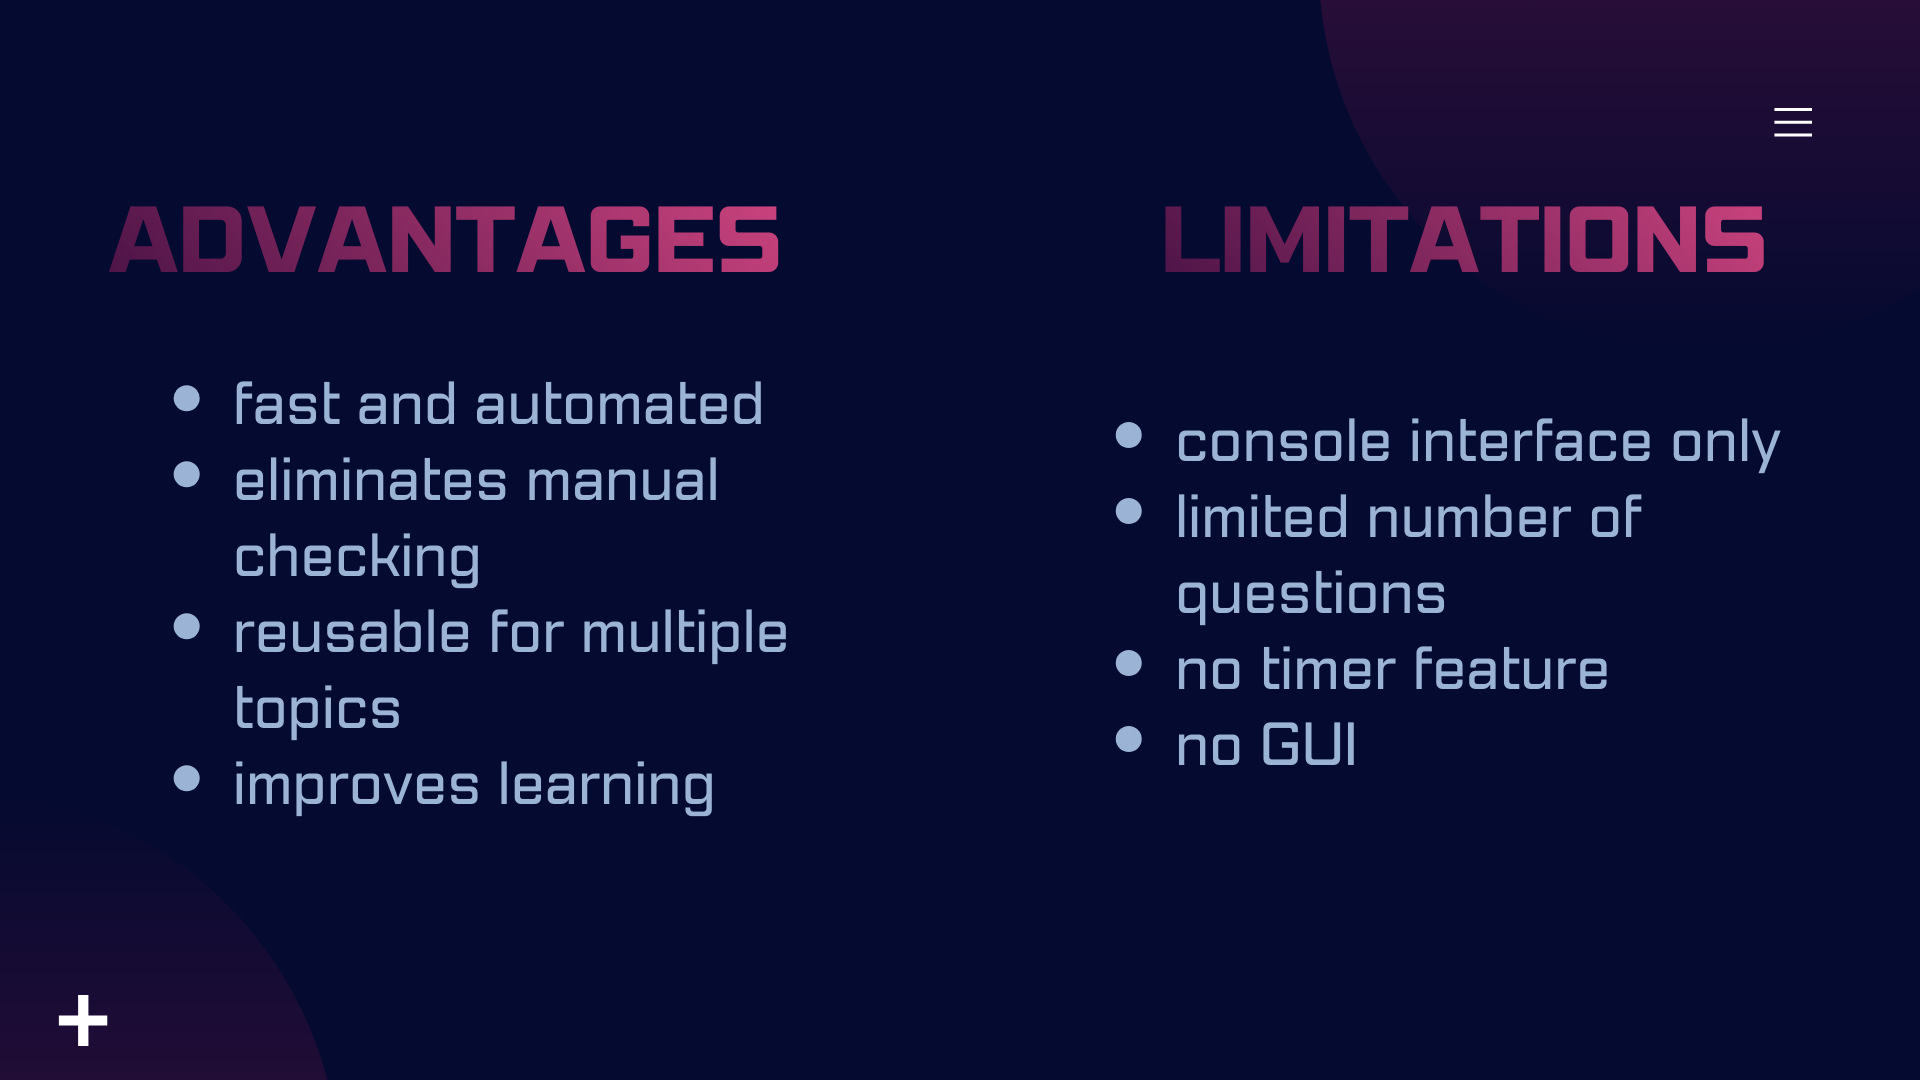 ADVANTAGES
• fast and automated
• eliminates manual
checking
• reusable for multiple
topics
• improves learning
LIMITATIONS
• console interface only
• limited number of
questions
• no timer feature
• no GUI